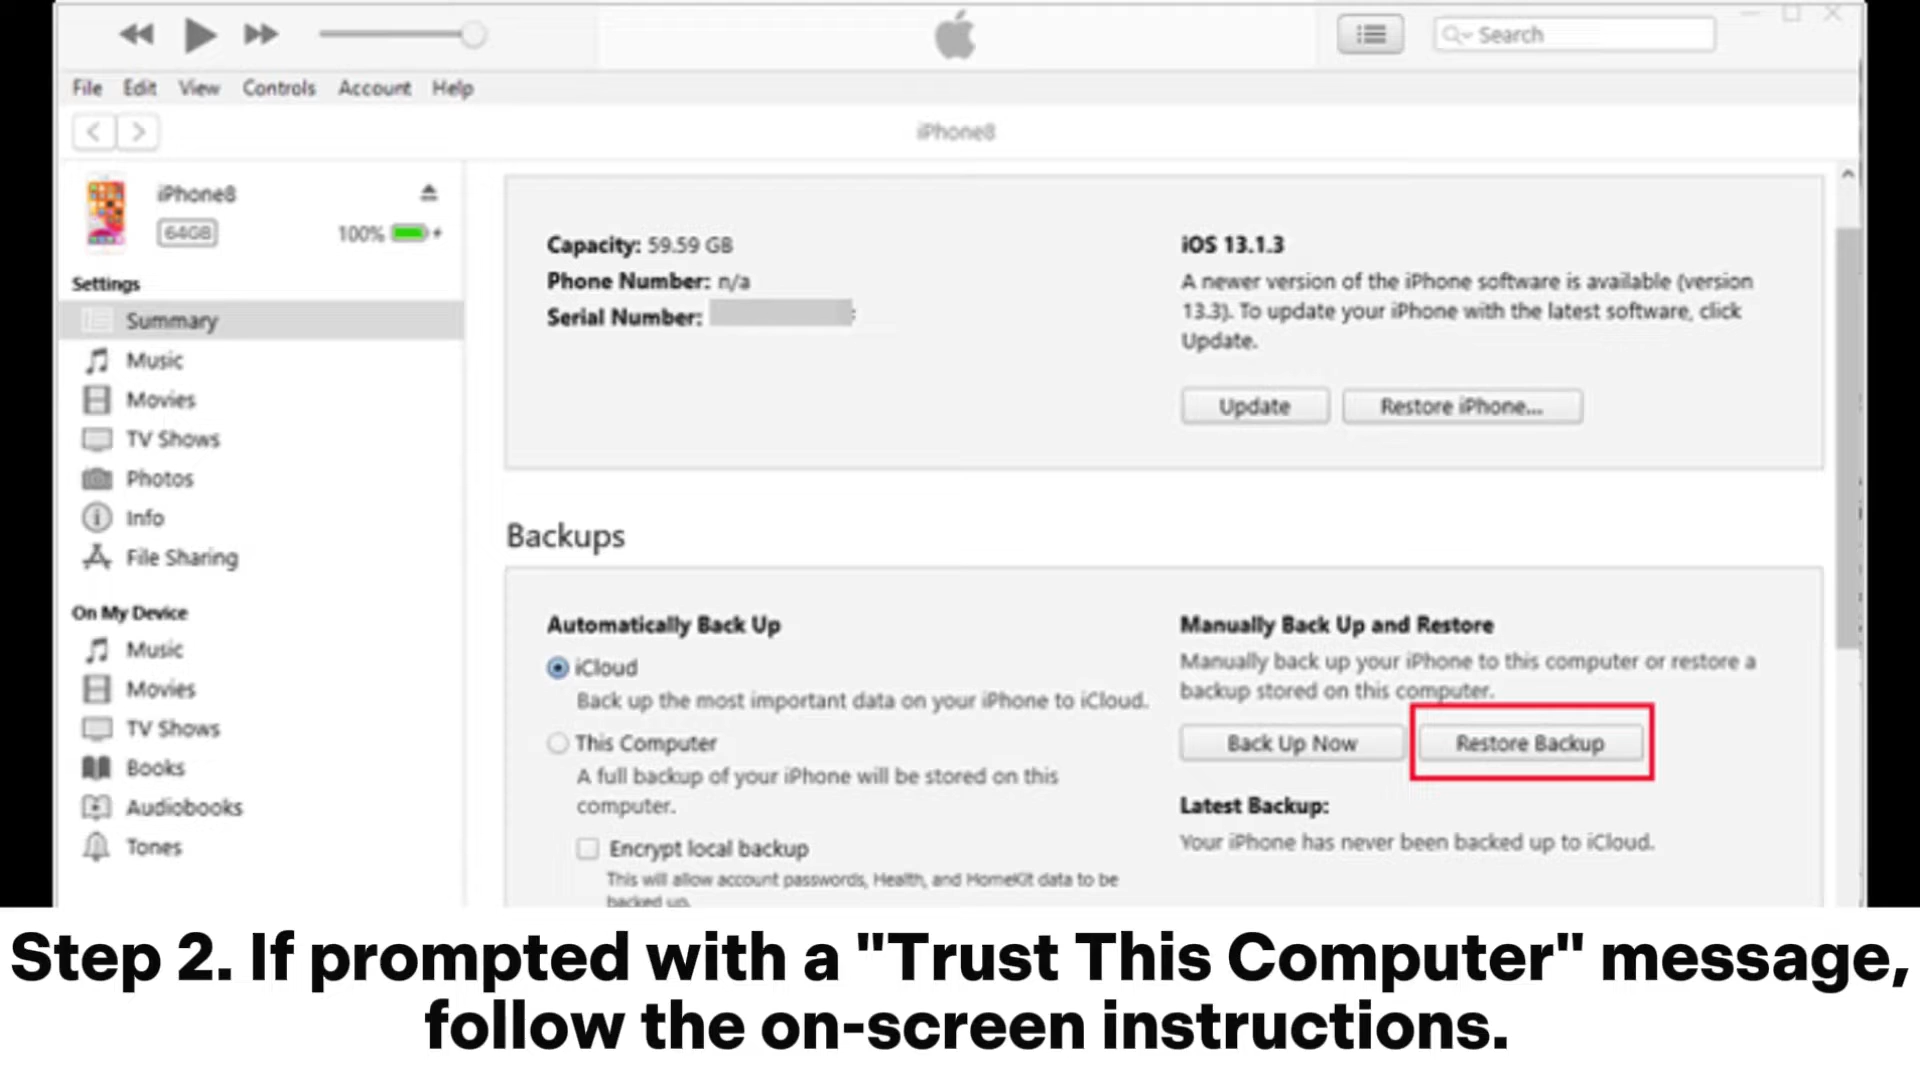 Search
File Edit View Controls Account Help
iPhone8
iPhone8
64GB
100%
Settings
Summary
Music
Movies
TV Shows
Photos
Info
File Sharing
On My Device
Music
Movies
TV Shows
Books
Audiobooks
Tones
Capacity: 59.59 GB
Phone Number: n/a
Serial Number:
iOS 13.1.3
A newer version of the iPhone software is available (version
13.3). To update your iPhone with the latest software, click
Update.
Update Restore iPhone...
Backups
Automatically Back Up
iCloud
Back up the most important data on your iPhone to iCloud.
This Computer
A full backup of your iPhone will be stored on this
computer.
Encrypt local backup
This will allow account passwords, Health, and HomeKit data to be
backed up.
Manually Back Up and Restore
Manually back up your iPhone to this computer or restore a
backup stored on this computer.
Back Up Now Restore Backup
Latest Backup:
Your iPhone has never been backed up to iCloud.
Step 2. If prompted with a "Trust This Computer" message,
follow the on-screen instructions.